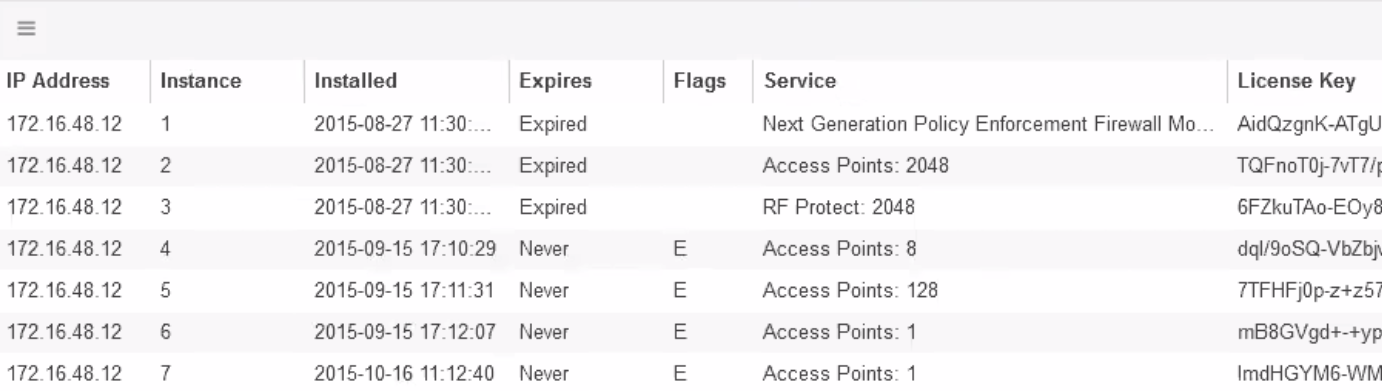 IP Address Instance Installed Expires Flags Service License Key
172.16.48.12 1 2015-08-27 11:30:... Expired Next Generation Policy Enforcement Firewall Mo... AidQzgnK-ATgU
172.16.48.12 2 2015-08-27 11:30:... Expired Access Points: 2048 TQFnoT0j-7vT7/p
172.16.48.12 3 2015-08-27 11:30:... Expired RF Protect: 2048 6FZkuTAo-EOy8
172.16.48.12 4 2015-09-15 17:10:29 Never E Access Points: 8 dql/9oSQ-VbZbjv
172.16.48.12 5 2015-09-15 17:11:31 Never E Access Points: 128 7TFHFj0p-z+z57
172.16.48.12 6 2015-09-15 17:12:07 Never E Access Points: 1 mB8GVgd+-+yp
172.16.48.12 7 2015-10-16 11:12:40 Never E Access Points: 1 lmdHGYM6-WM